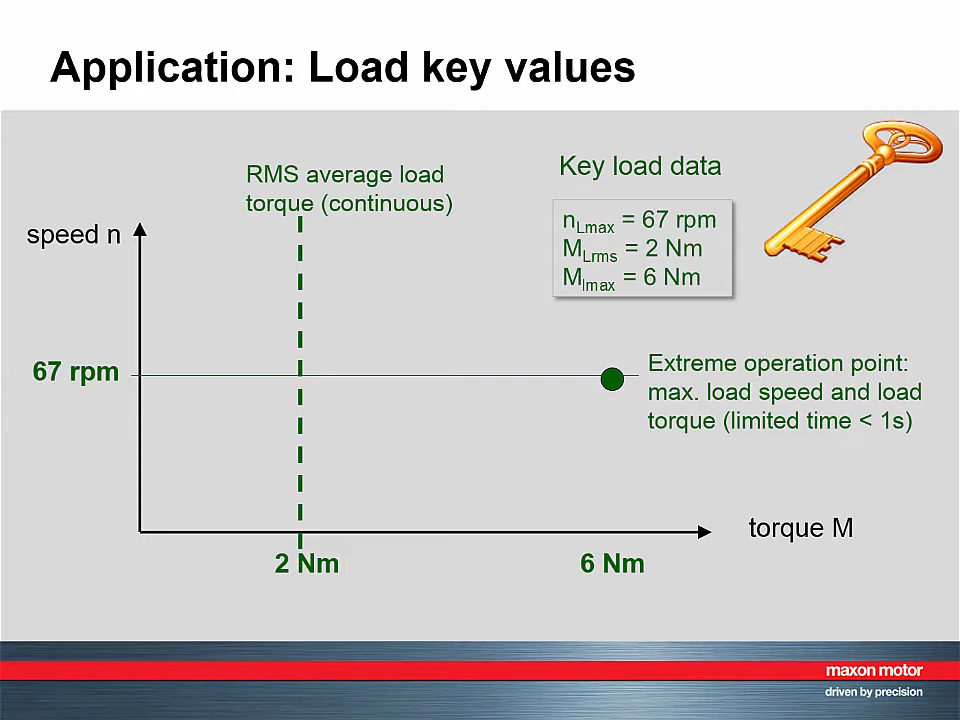 Application: Load key values
RMS average load
torque (continuous)
Key load data
nLmax = 67 rpm
MLrms = 2 Nm
Mlmax = 6 Nm
speed n
67 rpm
Extreme operation point:
max. load speed and load
torque (limited time < 1s)
torque M
2 Nm
6 Nm
maxon motor
driven by precision